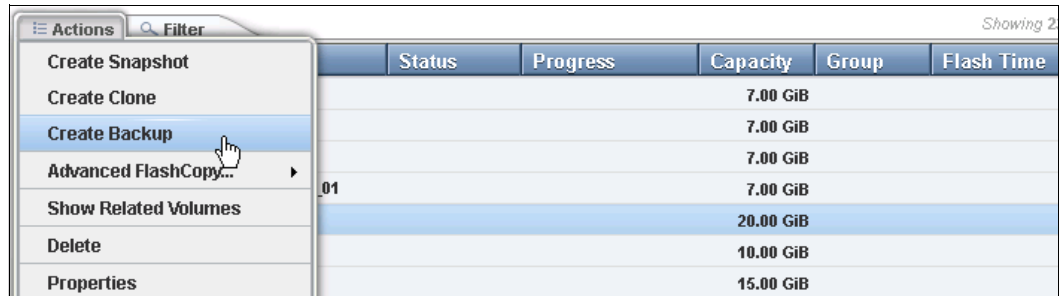 Actions Filter Showing 2
Create Snapshot Status Progress Capacity Group Flash Time
Create Clone 7.00 GiB
Create Backup 7.00 GiB
Advanced FlashCopy... 7.00 GiB
_01 7.00 GiB
Show Related Volumes 20.00 GiB
Delete 10.00 GiB
Properties 15.00 GiB